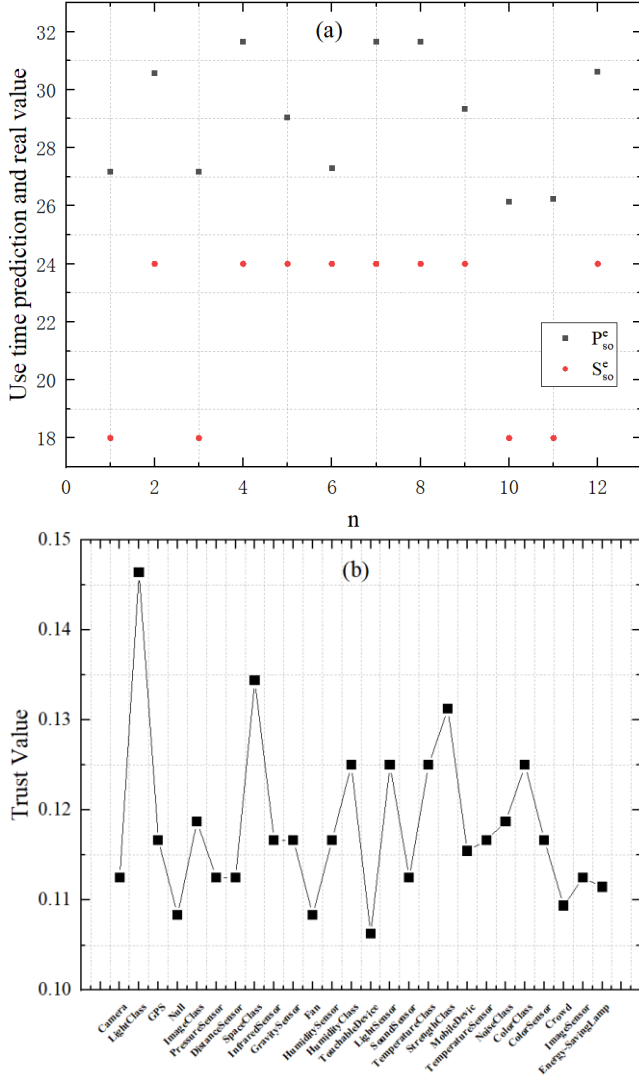 (a)
Use time prediction and real value
32
30
28
26
24
22
20
18
0 2 4 6 8 10 12
n
P_so^e
S_so^e
(b)
Trust Value
0.15
0.14
0.13
0.12
0.11
0.10
Camera
LightClass
GPS
Null
ImageClass
PressureSensor
DistanceSensor
SpaceClass
InfraredSensor
GravitySensor
Fan
HumiditySensor
HumidityClass
TouchableDevice
LightSensor
SoundSensor
TemperatureClass
StrenghClass
MobileDevic
TemperatureSensor
NoiseClass
ColorClass
ColorSensor
Crowd
ImageSensor
Energy-SavingLamp